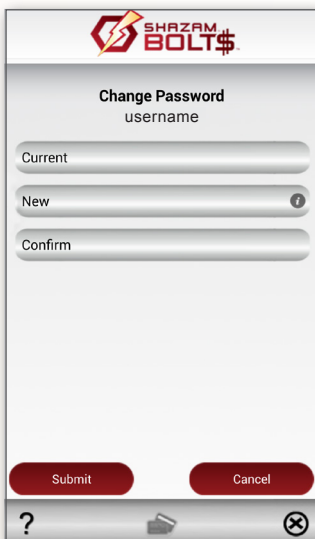 SHAZAM
BOLT$
Change Password
username
Current
New
i
Confirm
Submit
Cancel
?